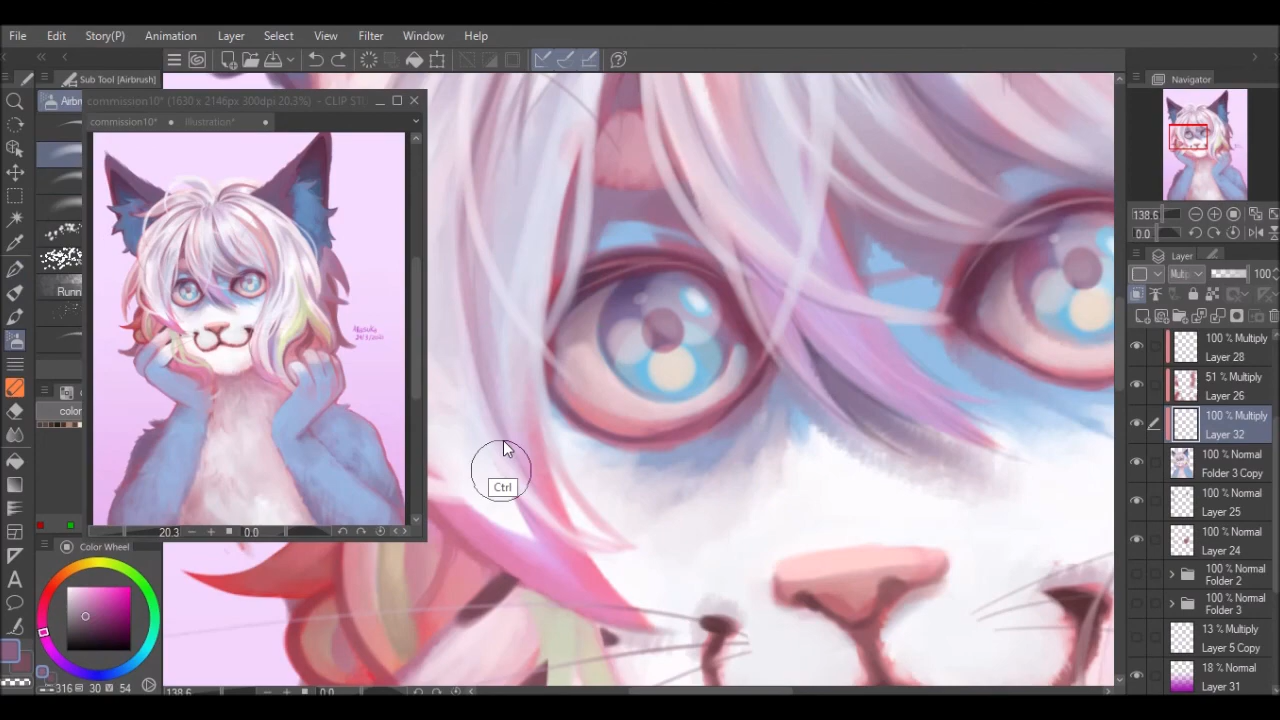 File Edit Story(P) Animation Layer Select View Filter Window Help
Sub Tool [Airbrush]
Navigator
commission10* (1630 x 2146px 300dpi 20.3%) - CLIP
commission10* Illustration*
Runn
color
20.3 0.0
Ctrl
138.6
0.0
Layer
100
100 % Multiply
Layer 28
51 % Multiply
Layer 26
100 % Multiply
Layer 32
100 % Normal
Folder 3 Copy
100 % Normal
Layer 25
100 % Normal
Layer 24
100 % Normal
Folder 2
100 % Normal
Folder 3
13 % Multiply
Layer 5 Copy
18 % Normal
Layer 31
Color Wheel
316 30 54
138.6 0.0